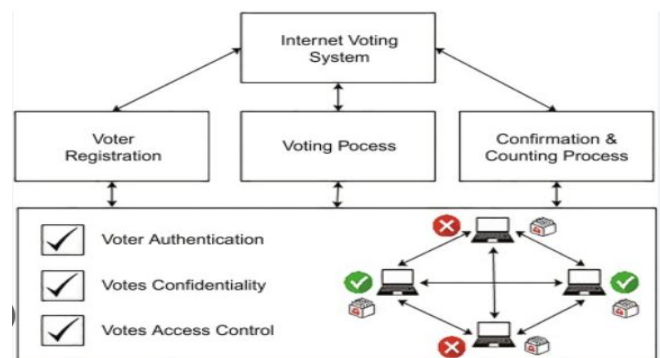 Internet Voting
System
Voter
Registration
Voting Pocess
Confirmation &
Counting Process
Voter Authentication
Votes Confidentiality
Votes Access Control